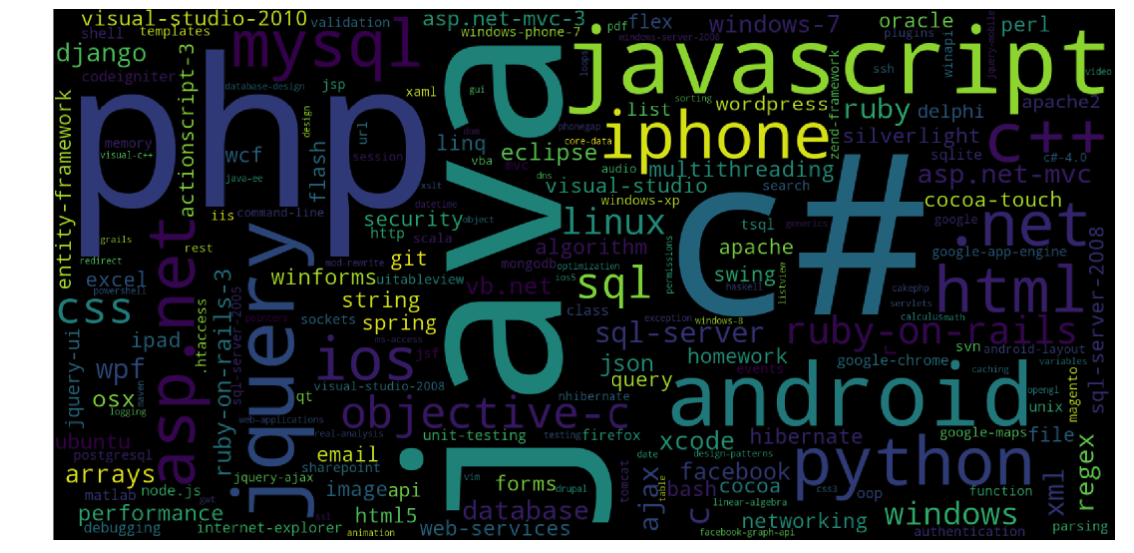 visual-studio-2010
templates
validation
asp.net-mvc-3
pdf
flex
windows-7
oracle
perl
shell
windows-phone-7
windows-server-2008
plugins
jquery-mobile
django
mysql
javascript
codeigniter
database-design
jsp
xaml
gui
loops
sorting
ssh
winapi
video
entity-framework
php
actionscript-3
design
url
java
list
wordpress
zend-framework
ruby
delphi
apache2
memory
visual-c++
session
linq
dom
phonegap
core-data
iphone
silverlight
c++
wcf
flash
vba
mvc
eclipse
audio
multithreading
sqlite
c#-4.0
java-ee
xslt
dns
visual-studio
search
asp.net-mvc
iis
command-line
datetime
windows-xp
c#
cocoa-touch
security
object
linux
tsql
generics
google
.net
grails
rest
http
scala
algorithm
permissions
apache
google-app-engine
redirect
mod-rewrite
git
mongodb
optimization
sql
swing
listview
haskell
cakephp
html
sql-server-2008
excel
powershell
asp.net
jquery
winforms
uitableview
vb.net
ios5
servlets
css
ruby-on-rails-3
sql-server-2005
string
class
exception
windows-8
calculus
math
.htaccess
pointers
sockets
spring
ms-access
sql-server
ruby-on-rails
jquery-ui
ipad
ios
jsf
json
homework
google-chrome
svn
android-layout
wpf
visual-studio-2008
query
events
variables
maven
qt
nhibernate
caching
osx
android
opengl
magento
logging
web-applications
objective-c
unix
ubuntu
real-analysis
unit-testing
testing
firefox
xcode
hibernate
google-maps
file
postgresql
email
date
design-patterns
python
arrays
sharepoint
vim
tomcat
ajax
table
facebook
regex
matlab
node.js
gwt
jquery-ajax
image
api
forms
drupal
bash
cocoa
css3
oop
function
xml
performance
ssl
html5
database
c
linear-algebra
networking
windows
debugging
internet-explorer
animation
web-services
facebook-graph-api
authentication
parsing